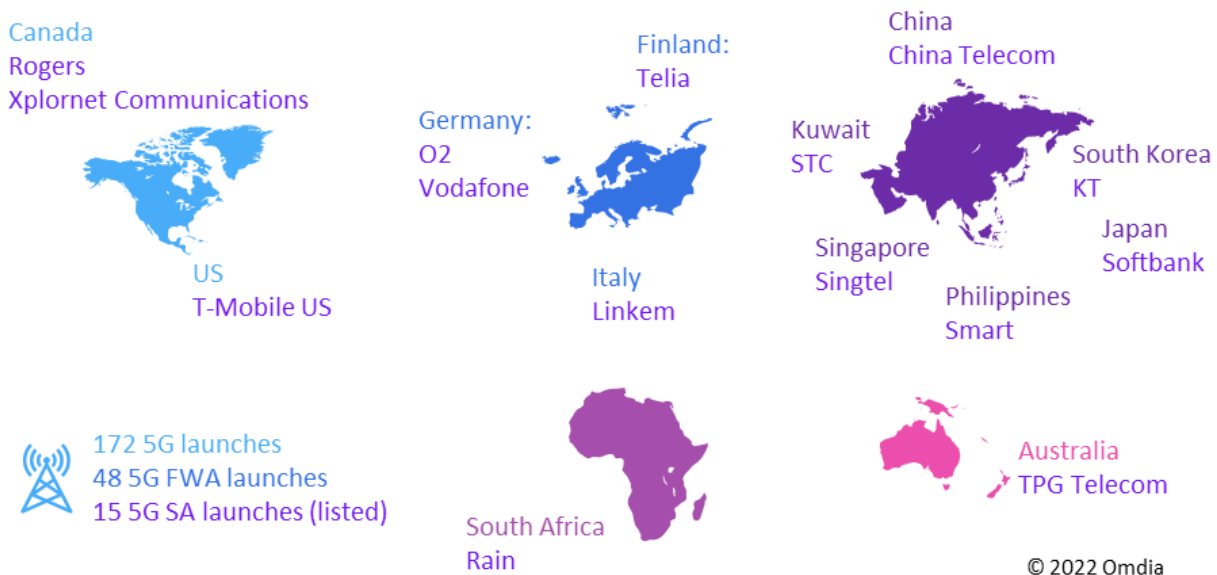 Canada
Rogers
Xplornet Communications
US
T-Mobile US
Finland:
Telia
Germany:
O2
Vodafone
Italy
Linkem
China
China Telecom
Kuwait
STC
South Korea
KT
Japan
Softbank
Singapore
Singtel
Philippines
Smart
172 5G launches
48 5G FWA launches
15 5G SA launches (listed)
South Africa
Rain
Australia
TPG Telecom
© 2022 Omdia